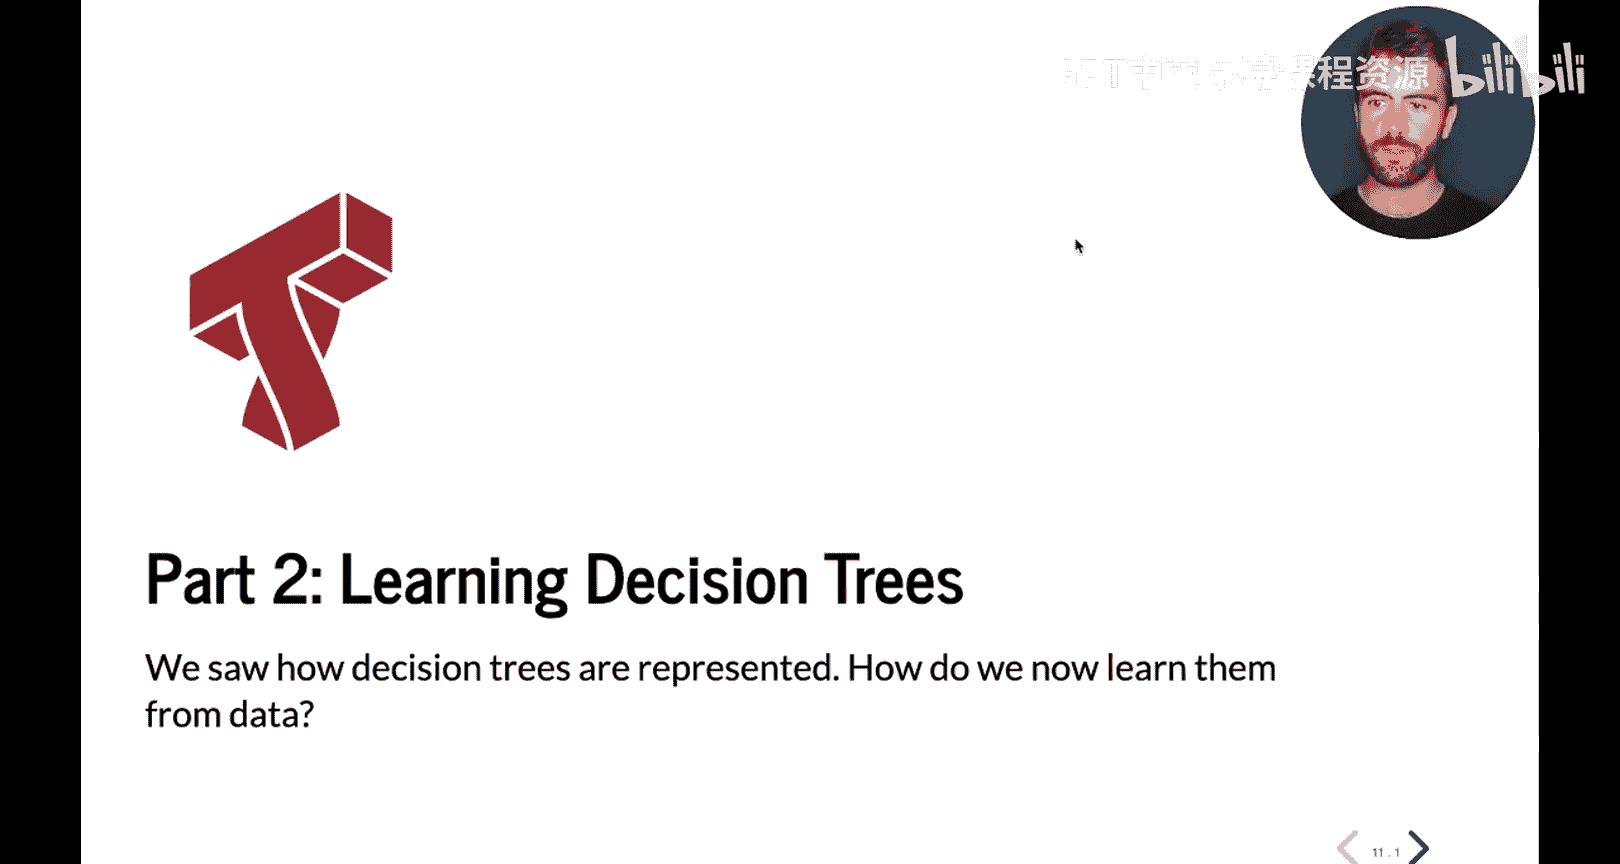 程资源 bilibili
Part 2: Learning Decision Trees
We saw how decision trees are represented. How do we now learn them
from data?
11.1